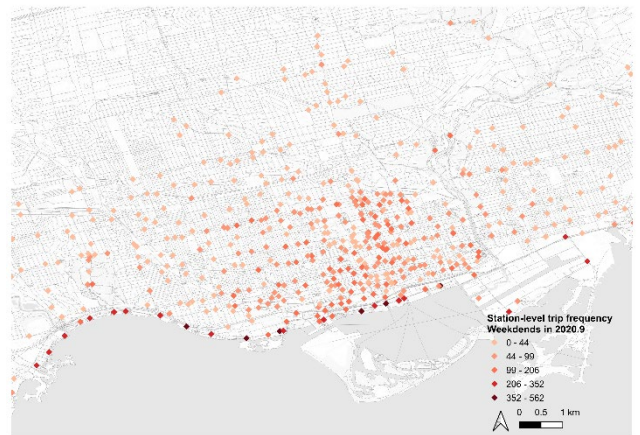 Station-level trip frequency
Weekdends in 2020.9
0 - 44
44 - 99
99 - 206
206 - 352
352 - 562
0 0.5 1 km